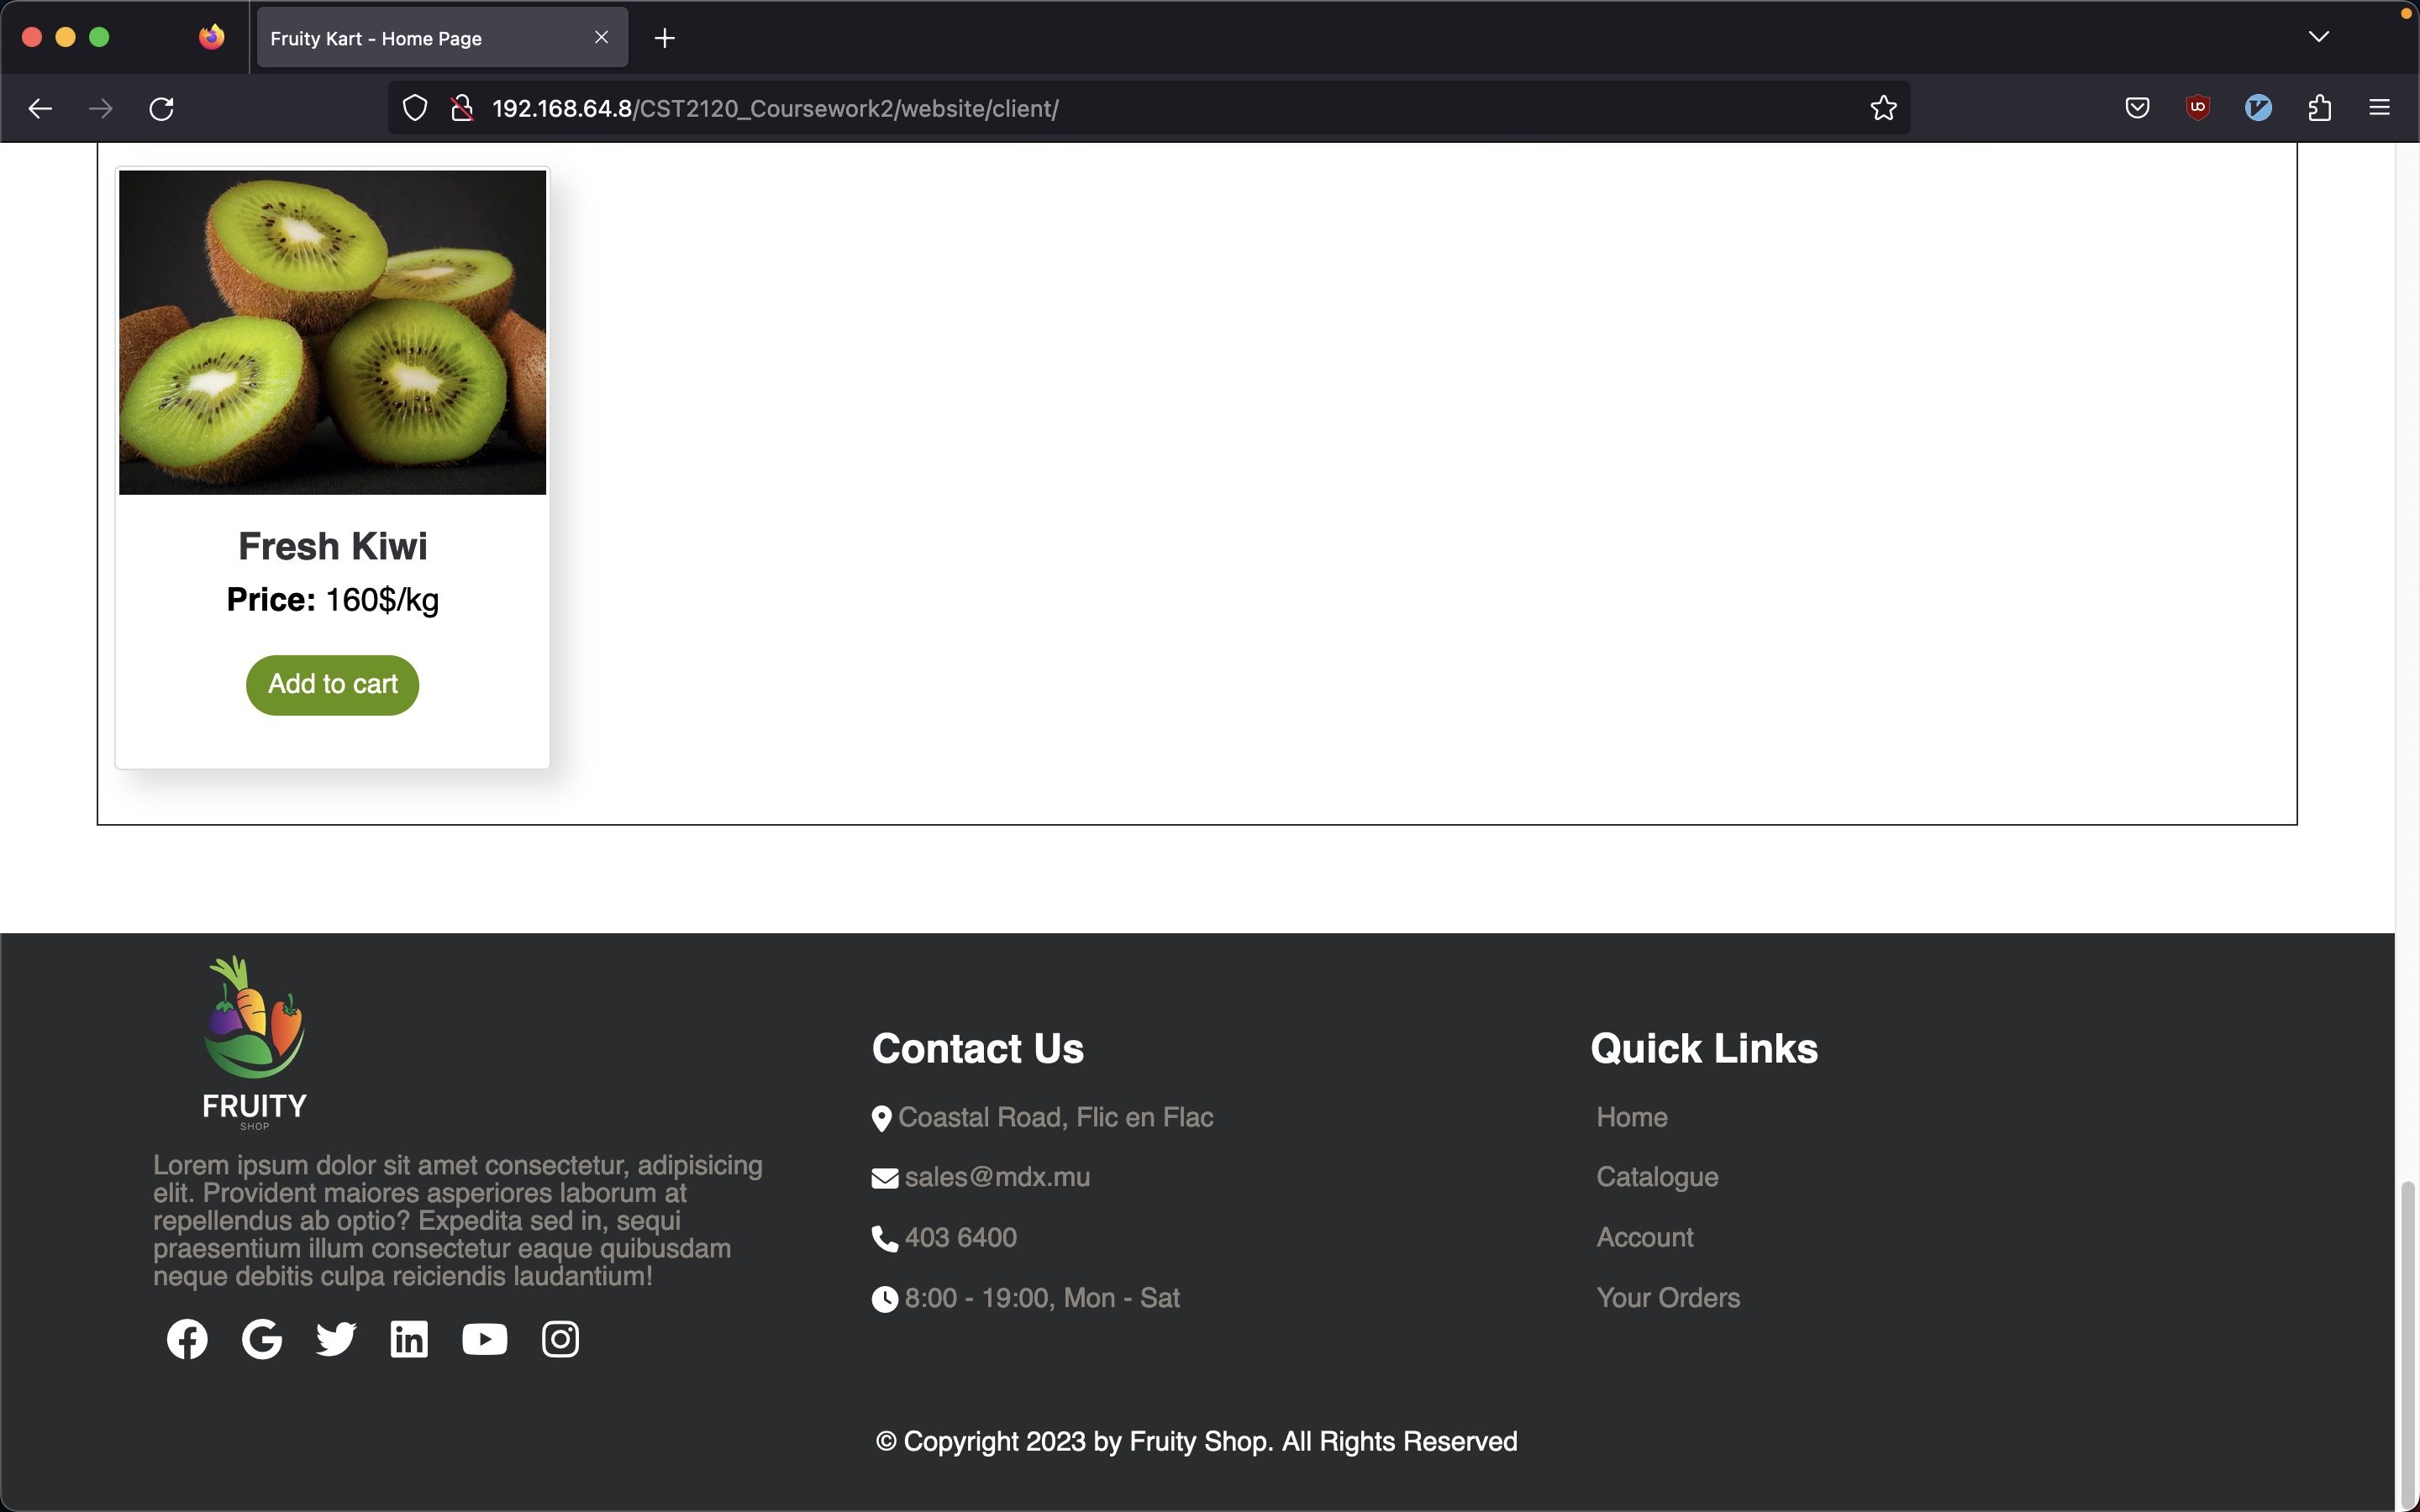 Fruity Kart - Home Page
192.168.64.8/CST2120_Coursework2/website/client/
Fresh Kiwi
Price: 160$/kg
Add to cart
FRUITY
SHOP
Lorem ipsum dolor sit amet consectetur, adipisicing
elit. Provident maiores asperiores laborum at
repellendus ab optio? Expedita sed in, sequi
praesentium illum consectetur eaque quibusdam
neque debitis culpa reiciendis laudantium!
Contact Us
Coastal Road, Flic en Flac
sales@mdx.mu
403 6400
8:00 - 19:00, Mon - Sat
Quick Links
Home
Catalogue
Account
Your Orders
© Copyright 2023 by Fruity Shop. All Rights Reserved